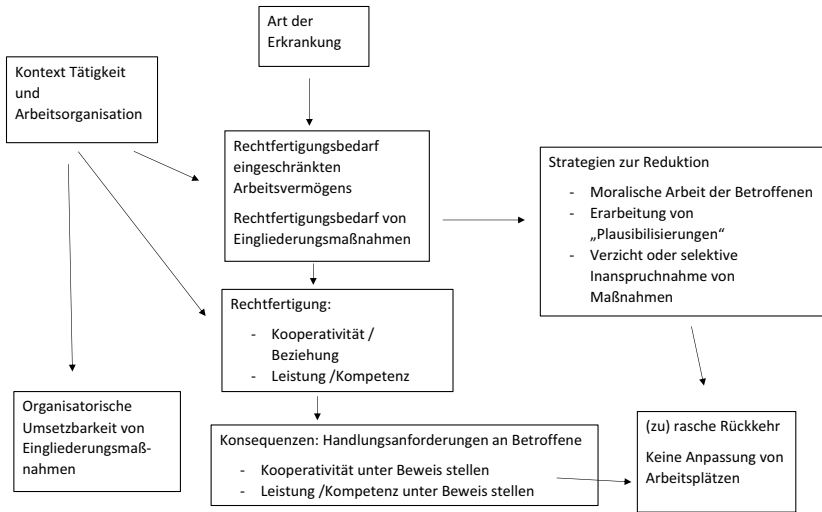 Art der
Erkrankung
Kontext Tätigkeit
und
Arbeitsorganisation
Rechtfertigungsbedarf
eingeschränkten
Arbeitsvermögens
Rechtfertigungsbedarf von
Eingliederungsmaßnahmen
Strategien zur Reduktion
- Moralische Arbeit der Betroffenen
- Erarbeitung von
„Plausibilisierungen“
- Verzicht oder selektive
Inanspruchnahme von
Maßnahmen
Rechtfertigung:
- Kooperativität /
Beziehung
- Leistung /Kompetenz
Organisatorische
Umsetzbarkeit von
Eingliederungsmaß-
nahmen
Konsequenzen: Handlungsanforderungen an Betroffene
- Kooperativität unter Beweis stellen
- Leistung /Kompetenz unter Beweis stellen
(zu) rasche Rückkehr
Keine Anpassung von
Arbeitsplätzen